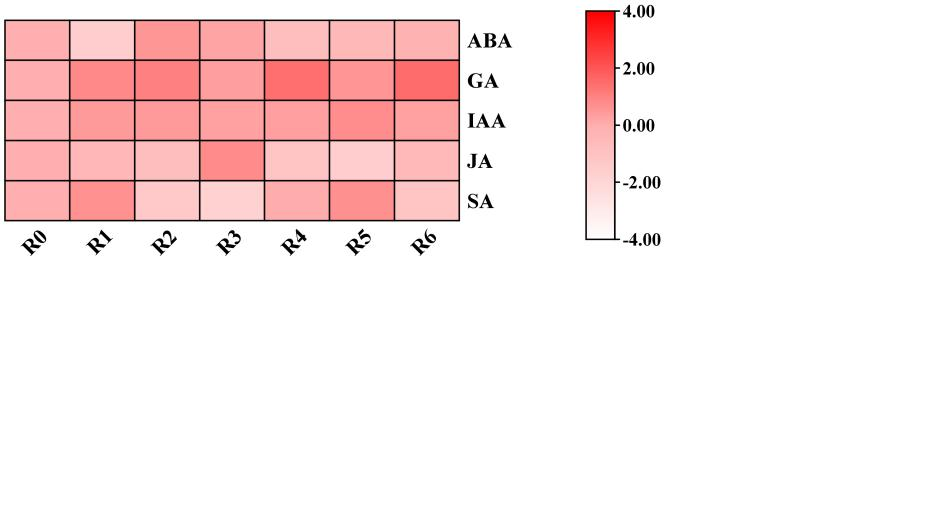 ABA
GA
IAA
JA
SA
R0 R1 R2 R3 R4 R5 R6
4.00
2.00
0.00
-2.00
-4.00